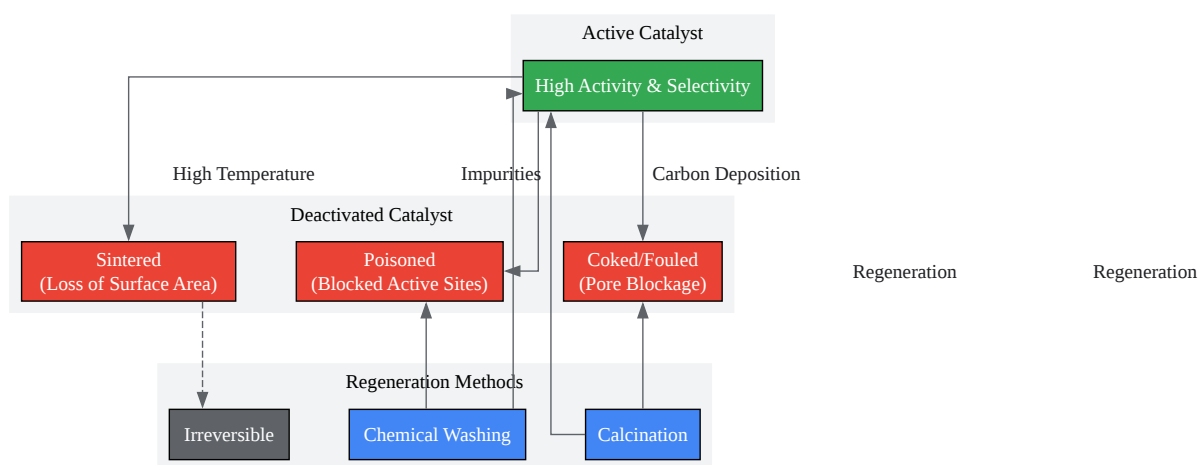 Active Catalyst
High Activity & Selectivity
High Temperature
Impurities
Carbon Deposition
Deactivated Catalyst
Sintered
(Loss of Surface Area)
Poisoned
(Blocked Active Sites)
Coked/Fouled
(Pore Blockage)
Regeneration
Regeneration
Regeneration Methods
Irreversible
Chemical Washing
Calcination